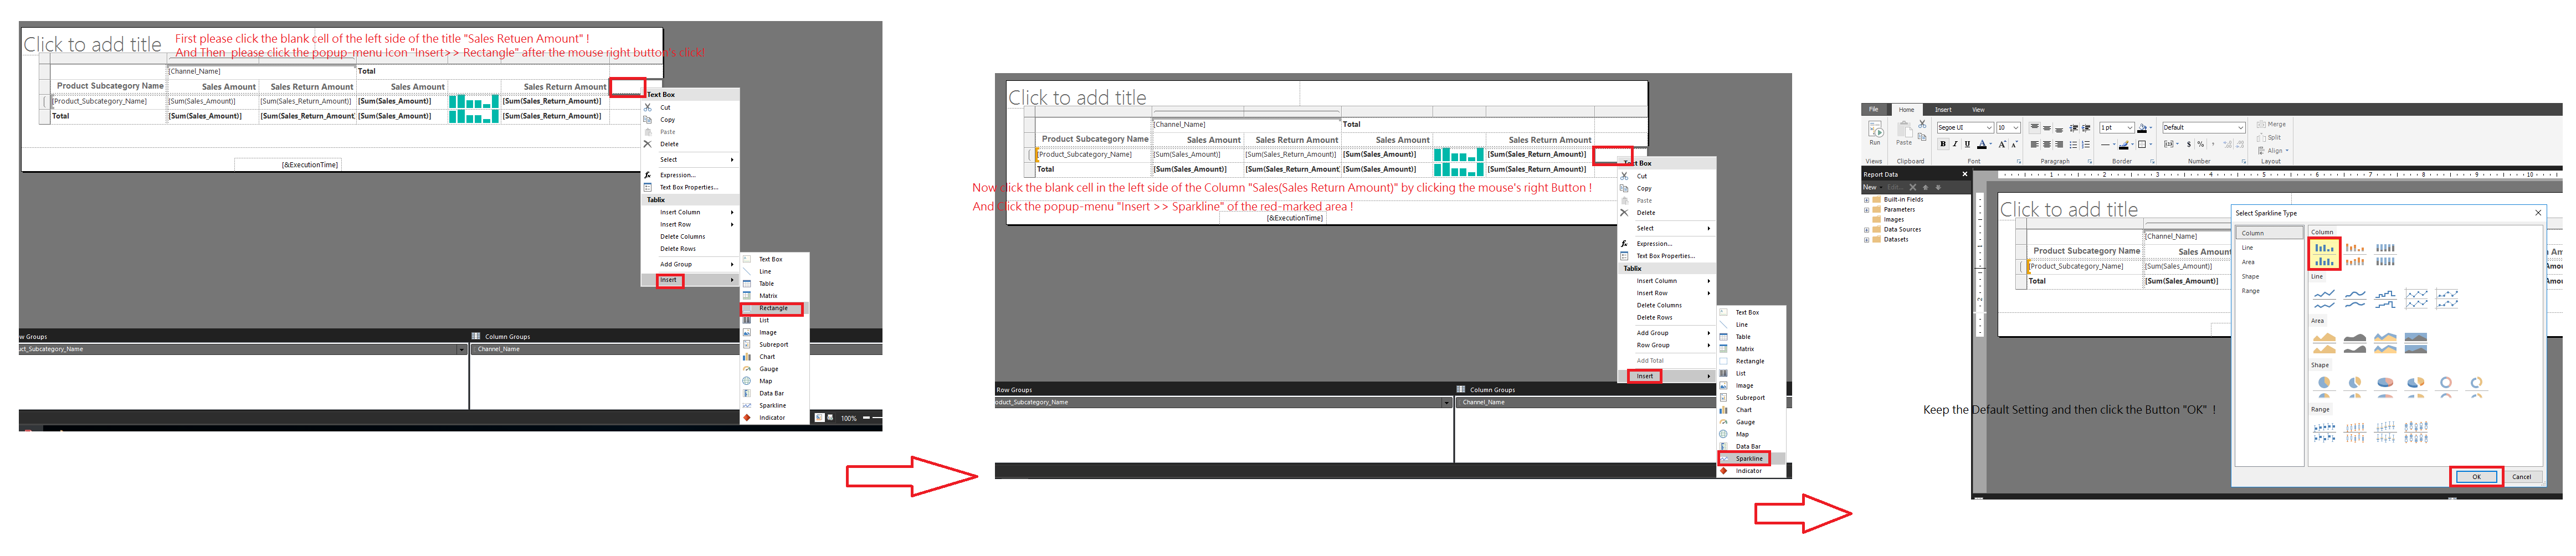 Click to add title
First please click the blank cell of the left side of the title "Sales Retuen Amount" !
And Then please click the popup-menu Icon "Insert>> Rectangle" after the mouse right button's click!
[Channel_Name]
Total
Product Subcategory Name
Sales Amount
Sales Return Amount
Sales Amount
Sales Return Amount
[Product_Subcategory_Name]
[Sum(Sales_Amount)]
[Sum(Sales_Return_Amount)]
[Sum(Sales_Amount)]
[Sum(Sales_Return_Amount)]
Total
[Sum(Sales_Amount)]
[Sum(Sales_Return_Amount
[Sum(Sales_Amount)]
[Sum(Sales_Return_Amount)]
[&ExecutionTime]
Text Box
Cut
Copy
Paste
Delete
Select
Expression...
Text Box Properties...
Tablix
Insert Column
Insert Row
Delete Columns
Delete Rows
Add Group
Insert
Text Box
Line
Table
Matrix
Rectangle
List
Image
Subreport
Chart
Gauge
Map
Data Bar
Sparkline
Indicator
w Groups
Column Groups
uct_Subcategory_Name
Channel_Name
100%
Click to add title
[Channel_Name]
Total
Product Subcategory Name
Sales Amount
Sales Return Amount
Sales Amount
Sales Return Amount
[Product_Subcategory_Name]
[Sum(Sales_Amount)]
[Sum(Sales_Return_Amount)]
[Sum(Sales_Amount)]
[Sum(Sales_Return_Amount)]
Total
[Sum(Sales_Amount)]
[Sum(Sales_Return_Amount
[Sum(Sales_Amount)]
[Sum(Sales_Return_Amount)]
Now click the blank cell in the left side of the Column "Sales(Sales Return Amount)" by clicking the mouse's right Button !
And Click the popup-menu "Insert >> Sparkline" of the red-marked area !
[&ExecutionTime]
Text Box
Cut
Copy
Paste
Delete
Select
Expression...
Text Box Properties...
Tablix
Insert Column
Insert Row
Delete Columns
Delete Rows
Add Group
Row Group
Add Total
Insert
Text Box
Line
Table
Matrix
Rectangle
List
Image
Subreport
Chart
Gauge
Map
Data Bar
Sparkline
Indicator
Row Groups
Column Groups
oduct_Subcategory_Name
Channel_Name
File
Home
Insert
View
Run
Paste
Segoe UI
10
B I U
1 pt
Default
$ %
Merge
Split
Align
Views
Clipboard
Font
Paragraph
Border
Number
Layout
Report Data
New
Edit...
Built-in Fields
Parameters
Images
Data Sources
Datasets
1 2 3 4 5 6 7 8 9 10
Click to add title
[Channel_Name]
Product Subcategory Name
Sales Amount
[Product_Subcategory_Name]
[Sum(Sales_Amount)]
Total
[Sum(Sales_Amount)]
Keep the Default Setting and then click the Button "OK" !
Select Sparkline Type
Column
Line
Area
Shape
Range
Column
Line
Area
Shape
Range
OK
Cancel